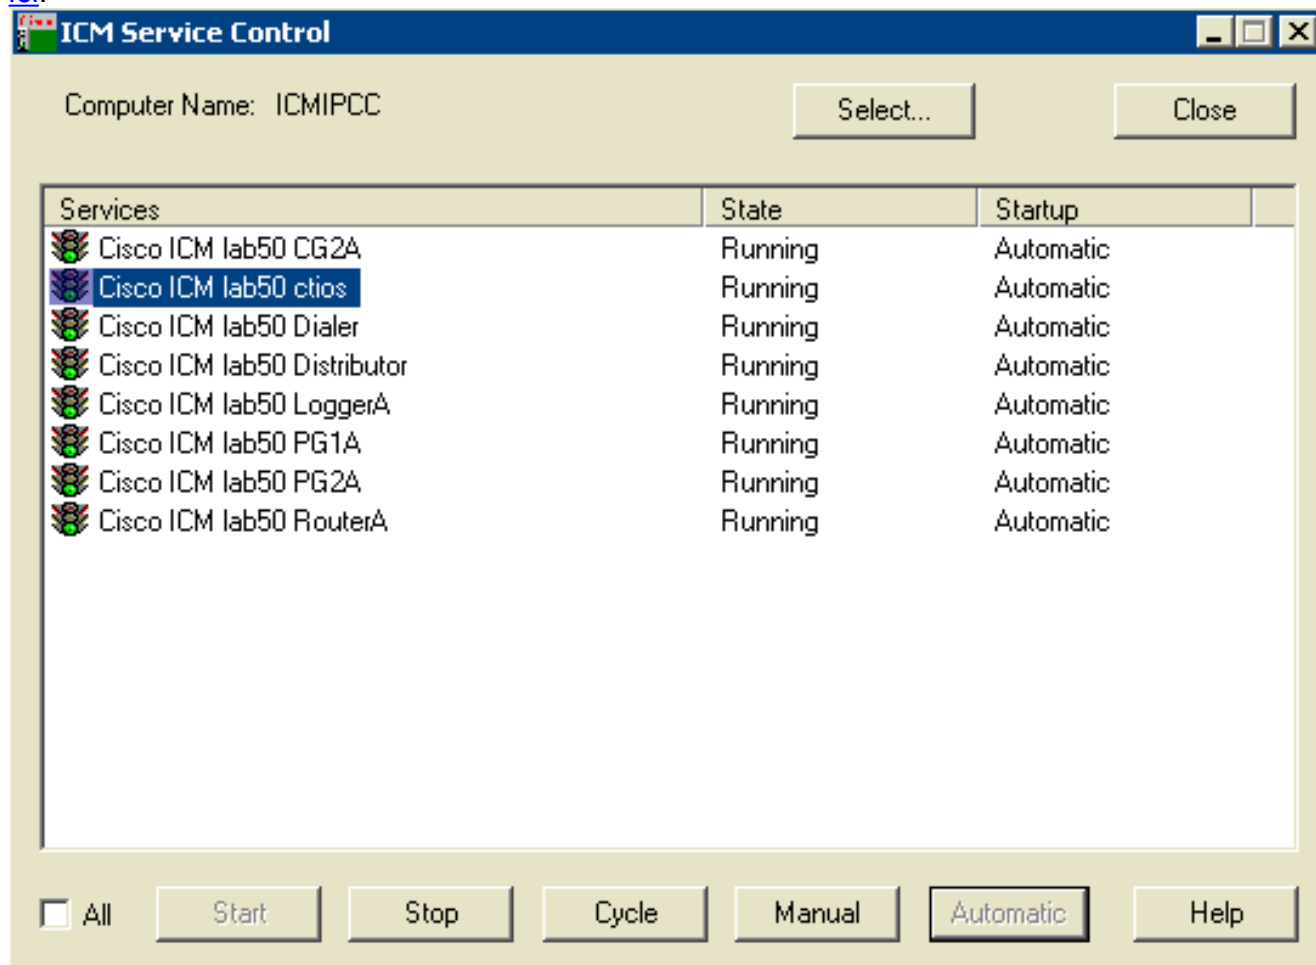 ICM Service Control
Computer Name: ICMIPCC Select... Close
Services State Startup
Cisco ICM lab50 CG2A Running Automatic
Cisco ICM lab50 ctios Running Automatic
Cisco ICM lab50 Dialer Running Automatic
Cisco ICM lab50 Distributor Running Automatic
Cisco ICM lab50 LoggerA Running Automatic
Cisco ICM lab50 PG1A Running Automatic
Cisco ICM lab50 PG2A Running Automatic
Cisco ICM lab50 RouterA Running Automatic
All Start Stop Cycle Manual Automatic Help